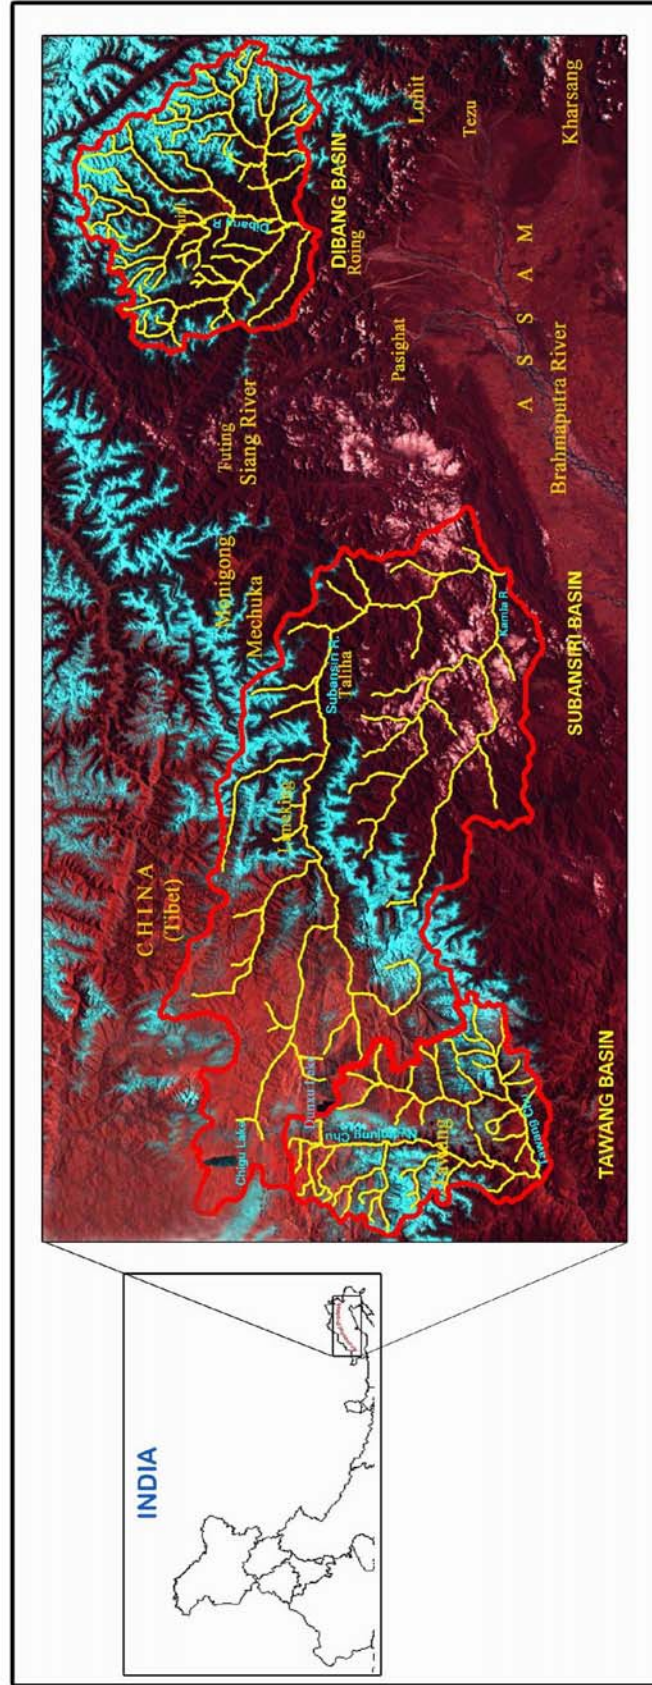 INDIA
CHINA
(Tibet)
Monigong
Mechuka
Tuting
Siang River
Dibang R
DIBANG BASIN
Roing
Lohit
Tezu
Kharsang
Pasighat
ASSAM
Brahmaputra River
Chigu Lake
Limeking
Subansiri R.
Taliha
Kamla R.
SUBANSIRI BASIN
Tawang
Tawang Chu
TAWANG BASIN